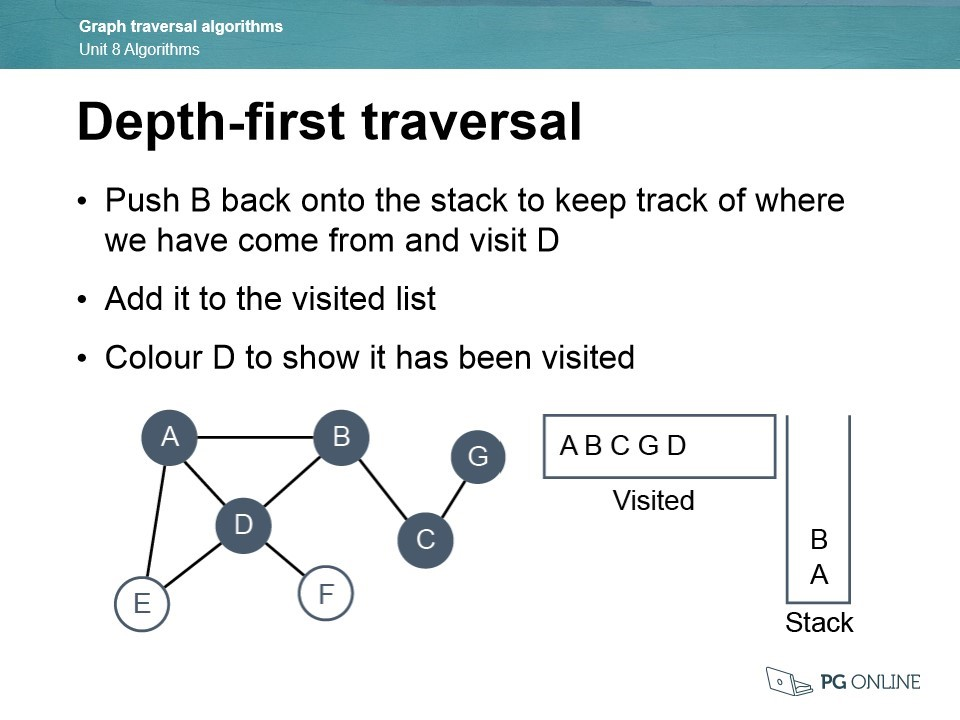 Graph traversal algorithms
Unit 8 Algorithms
Depth-first traversal
• Push B back onto the stack to keep track of where
we have come from and visit D
• Add it to the visited list
• Colour D to show it has been visited
A
B
G
D
C
E
F
A B C G D
Visited
B
A
Stack
PG ONLINE